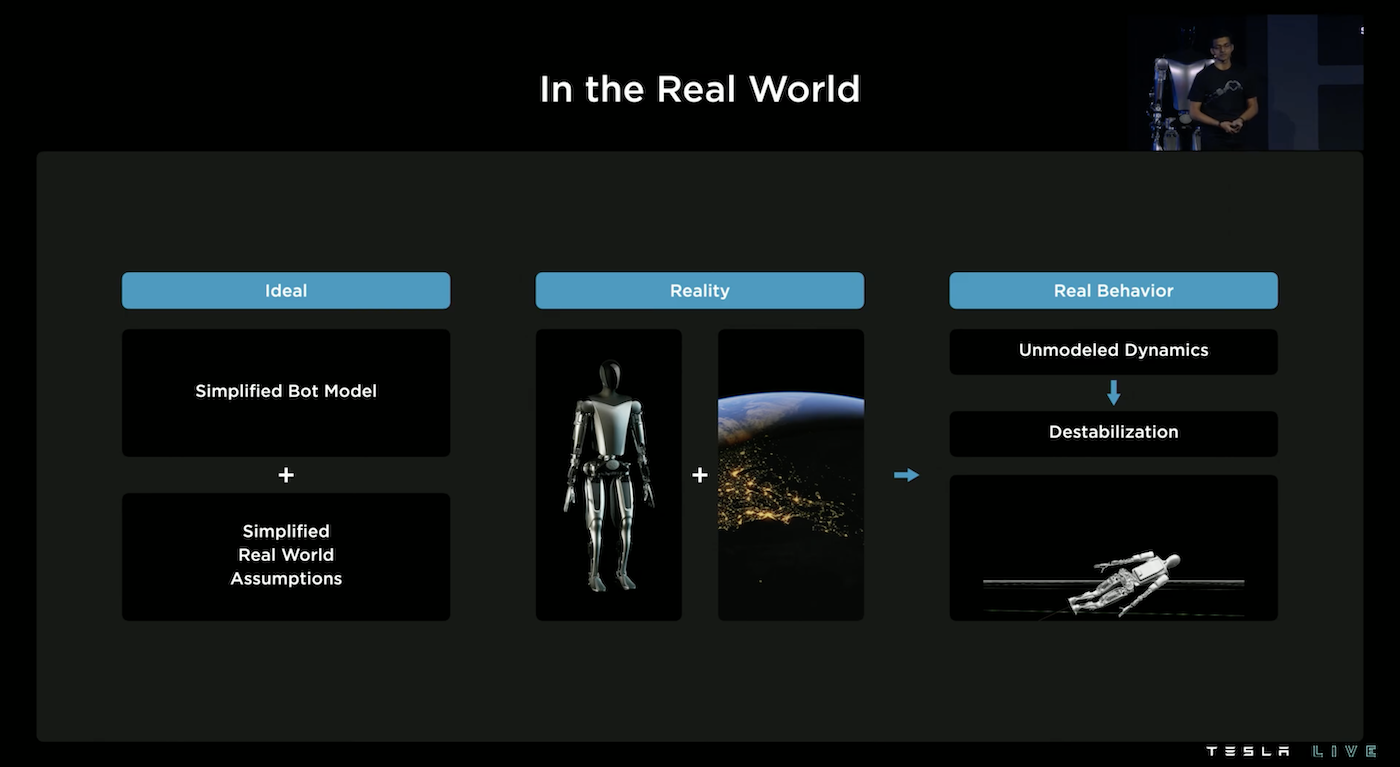 In the Real World
Ideal
Simplified Bot Model
+
Simplified
Real World
Assumptions
Reality
+
Real Behavior
Unmodeled Dynamics
Destabilization
TESLA LIVE